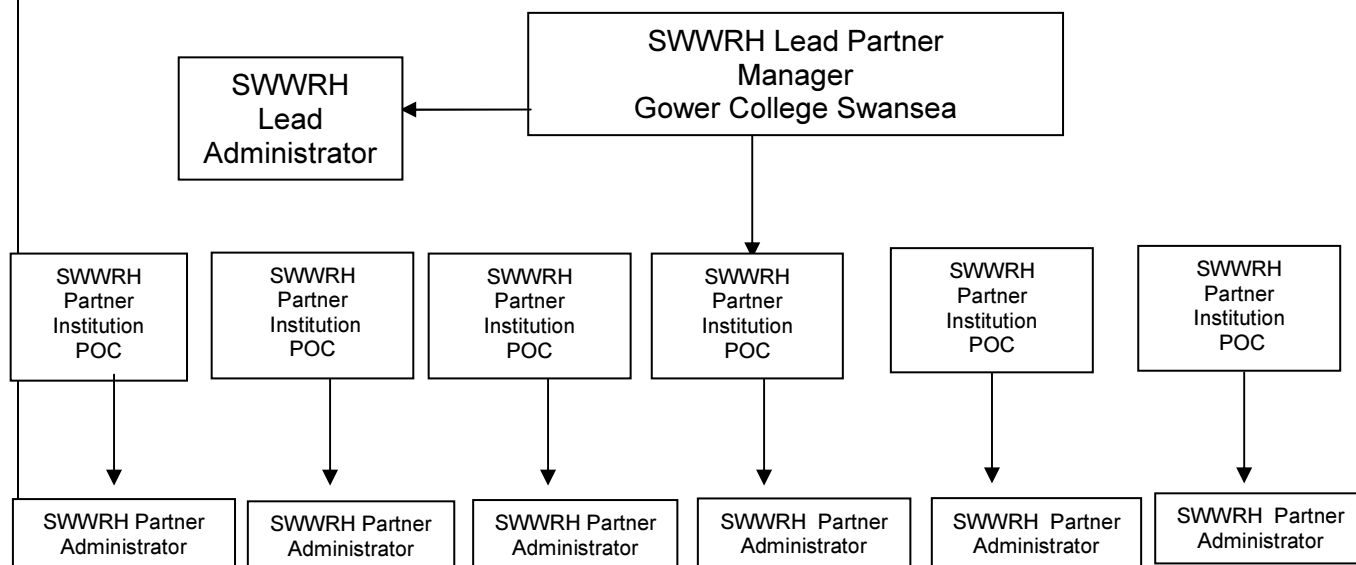 SWWRH Lead Partner
Manager
Gower College Swansea
SWWRH
Lead
Administrator
SWWRH
Partner
Institution
POC
SWWRH
Partner
Institution
POC
SWWRH
Partner
Institution
POC
SWWRH
Partner
Institution
POC
SWWRH
Partner
Institution
POC
SWWRH
Partner
Institution
POC
SWWRH Partner
Administrator
SWWRH Partner
Administrator
SWWRH Partner
Administrator
SWWRH Partner
Administrator
SWWRH Partner
Administrator
SWWRH Partner
Administrator